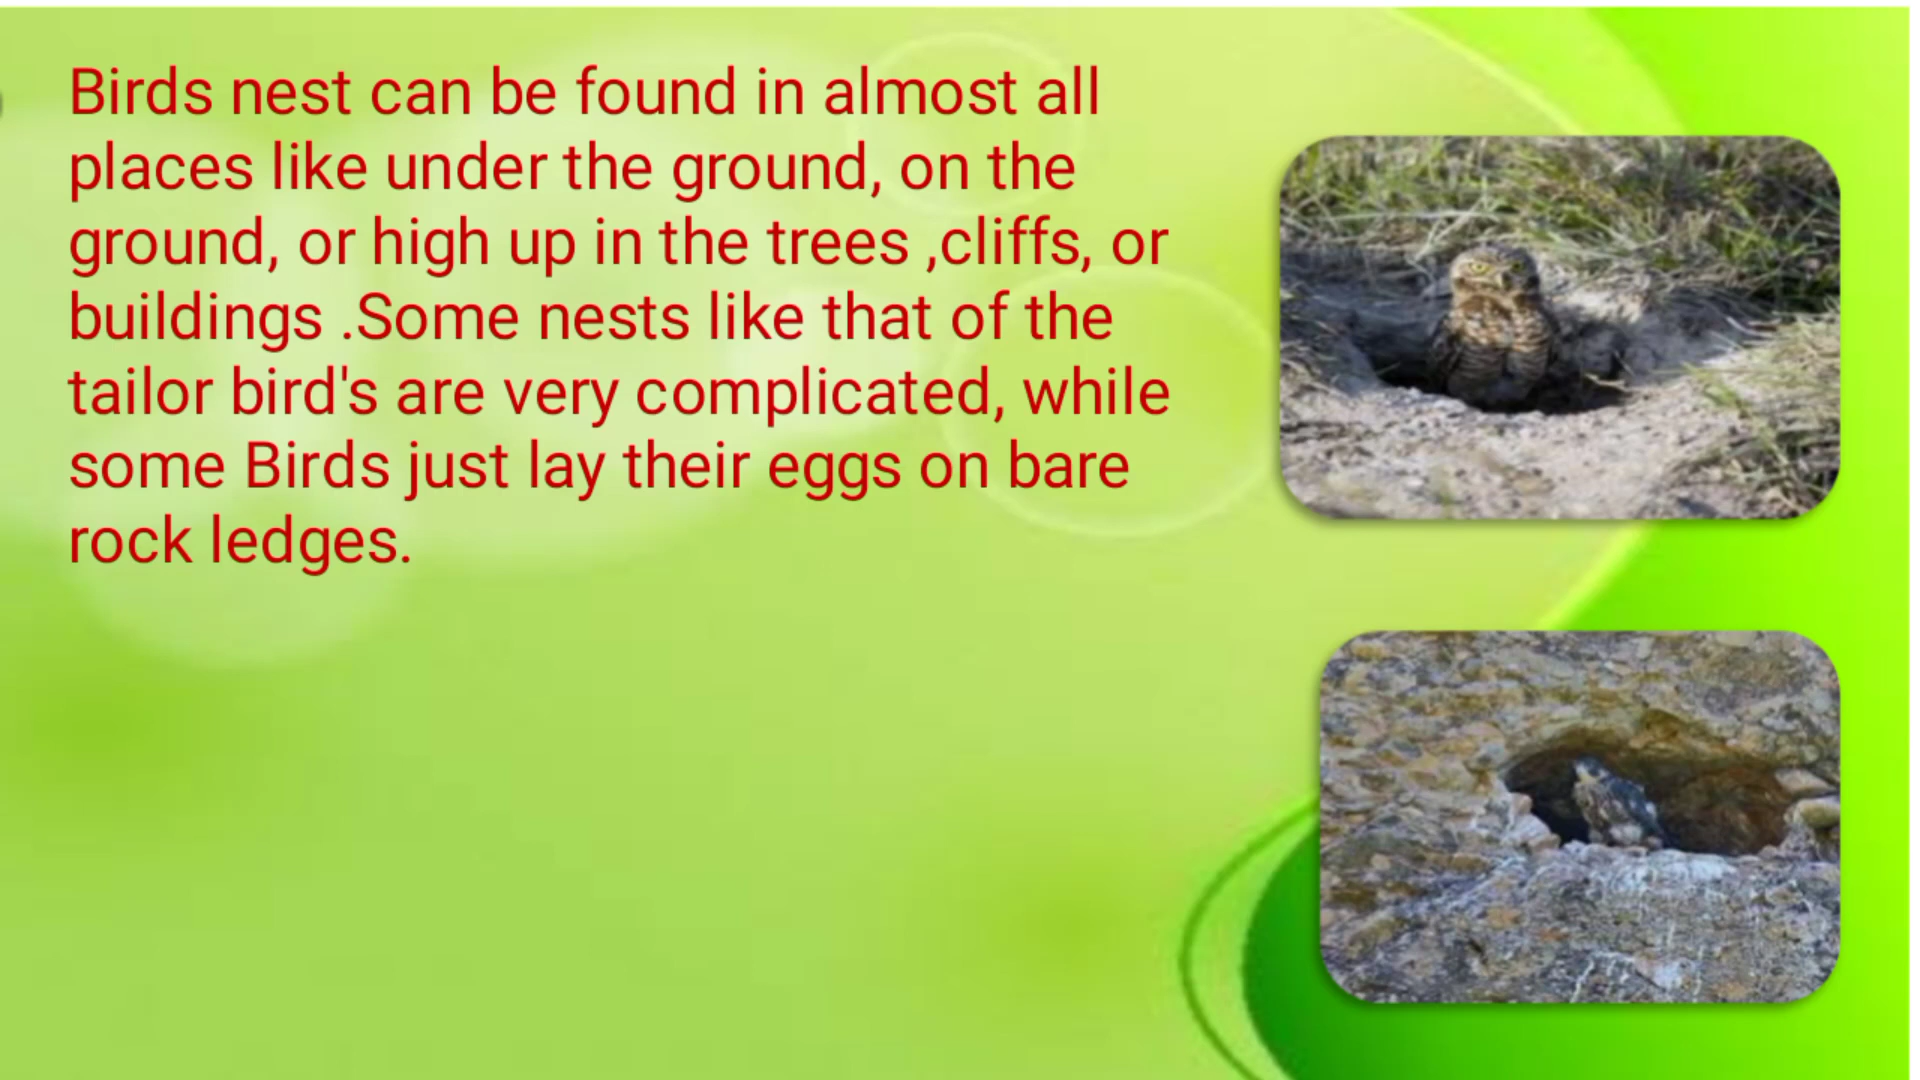 Birds nest can be found in almost all
places like under the ground, on the
ground, or high up in the trees ,cliffs, or
buildings .Some nests like that of the
tailor bird's are very complicated, while
some Birds just lay their eggs on bare
rock ledges.